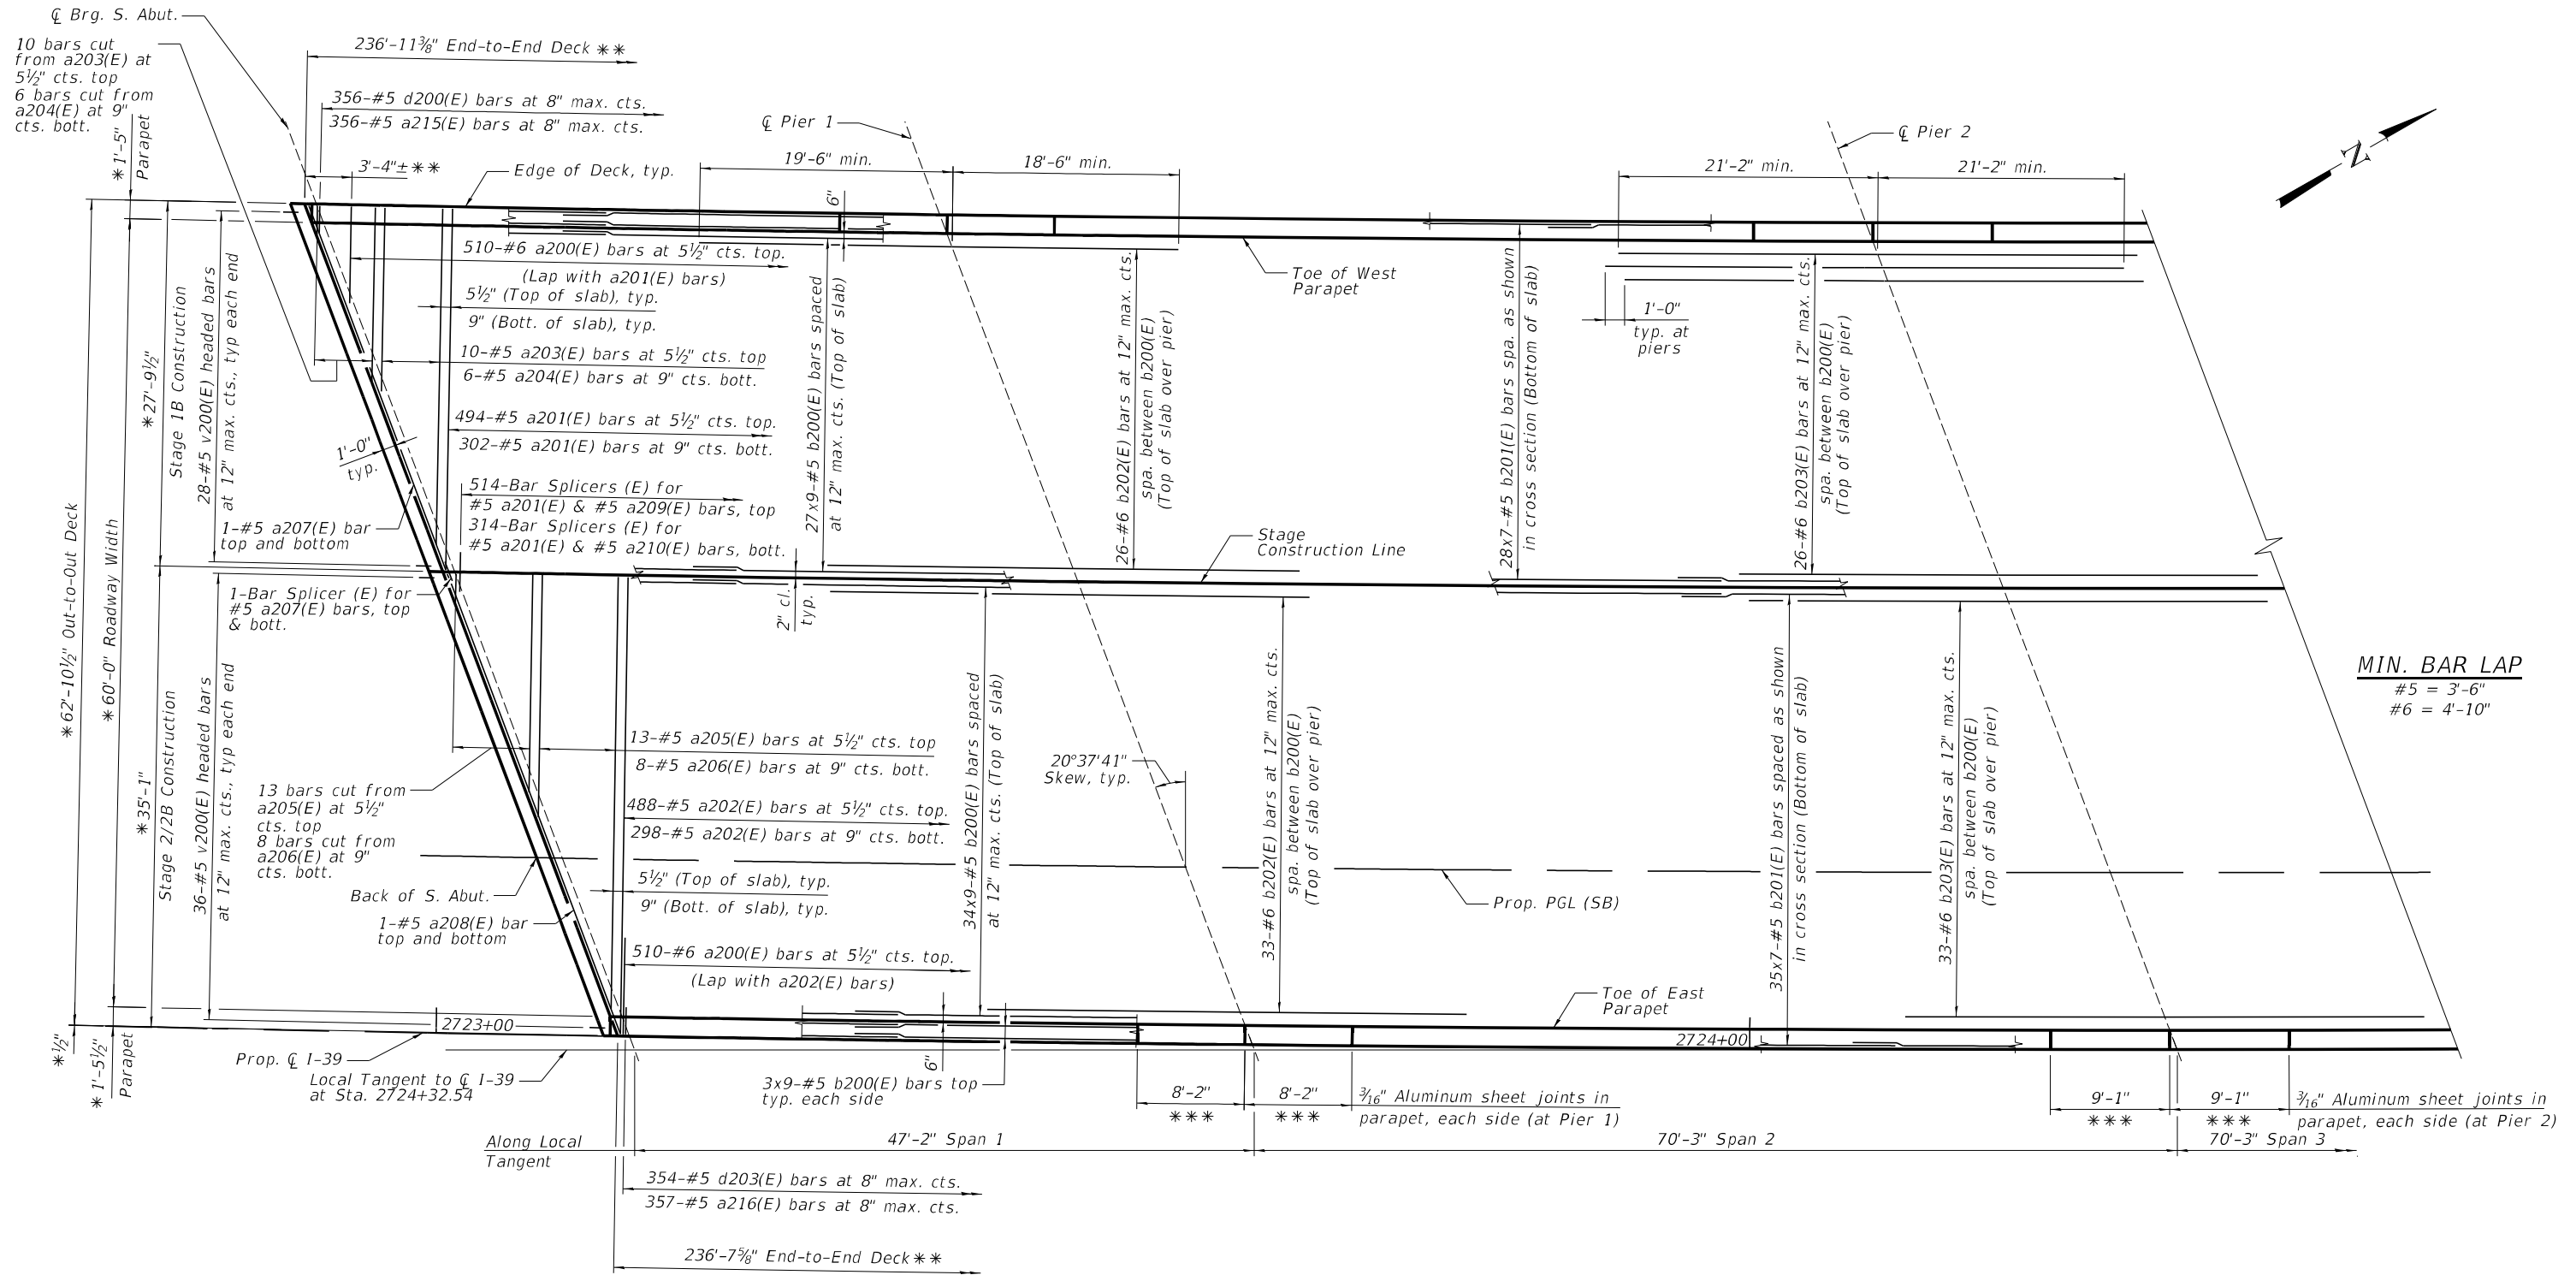 ℄ Brg. S. Abut.
10 bars cut
from a203(E) at
5½" cts. top
6 bars cut from
a204(E) at 9"
cts. bott.
236'-11⅜" End-to-End Deck **
356-#5 d200(E) bars at 8" max. cts.
356-#5 a215(E) bars at 8" max. cts.
*1'-5"
Parapet
3'-4"±**
Edge of Deck, typ.
℄ Pier 1
19'-6" min.
18'-6" min.
6"
℄ Pier 2
21'-2" min.
21'-2" min.
N
510-#6 a200(E) bars at 5½" cts. top.
(Lap with a201(E) bars)
5½" (Top of slab), typ.
9" (Bott. of slab), typ.
10-#5 a203(E) bars at 5½" cts. top
6-#5 a204(E) bars at 9" cts. bott.
494-#5 a201(E) bars at 5½" cts. top.
302-#5 a201(E) bars at 9" cts. bott.
514-Bar Splicers (E) for
#5 a201(E) & #5 a209(E) bars, top
314-Bar Splicers (E) for
#5 a201(E) & #5 a210(E) bars, bott.
Toe of West
Parapet
1'-0"
typ. at
piers
27x9-#5 b200(E) bars spaced
at 12" max. cts. (Top of slab)
26-#6 b202(E) bars at 12" max. cts.
spa. between b200(E)
(Top of slab over pier)
28x7-#5 b201(E) bars spa. as shown
in cross section (Bottom of slab)
26-#6 b203(E) bars at 12" max. cts.
spa. between b200(E)
(Top of slab over pier)
*62'-10½" Out-to-Out Deck
*60'-0" Roadway Width
*27'-9½"
Stage 1B Construction
28-#5 v200(E) headed bars
at 12" max. cts., typ each end
1'-0"
typ.
1-#5 a207(E) bar
top and bottom
1-Bar Splicer (E) for
#5 a207(E) bars, top
& bott.
2" cl.
typ.
Stage
Construction Line
MIN. BAR LAP
#5 = 3'-6"
#6 = 4'-10"
*35'-1"
Stage 2/2B Construction
36-#5 v200(E) headed bars
at 12" max. cts., typ each end
13 bars cut from
a205(E) at 5½"
cts. top
8 bars cut from
a206(E) at 9"
cts. bott.
Back of S. Abut.
1-#5 a208(E) bar
top and bottom
13-#5 a205(E) bars at 5½" cts. top
8-#5 a206(E) bars at 9" cts. bott.
488-#5 a202(E) bars at 5½" cts. top.
298-#5 a202(E) bars at 9" cts. bott.
5½" (Top of slab), typ.
9" (Bott. of slab), typ.
510-#6 a200(E) bars at 5½" cts. top.
(Lap with a202(E) bars)
34x9-#5 b200(E) bars spaced
at 12" max. cts. (Top of slab)
20°37'41"
Skew, typ.
33-#6 b202(E) bars at 12" max. cts.
spa. between b200(E)
(Top of slab over pier)
Prop. PGL (SB)
35x7-#5 b201(E) bars spaced as shown
in cross section (Bottom of slab)
33-#6 b203(E) bars at 12" max. cts.
spa. between b200(E)
(Top of slab over pier)
Toe of East
Parapet
2723+00
2724+00
*½"
*1'-5½"
Parapet
Prop. ℄ I-39
Local Tangent to ℄ I-39
at Sta. 2724+32.54
3x9-#5 b200(E) bars top
typ. each side
6"
8'-2"
***
8'-2"
***
3/16" Aluminum sheet joints in
parapet, each side (at Pier 1)
9'-1"
***
9'-1"
***
3/16" Aluminum sheet joints in
parapet, each side (at Pier 2)
Along Local
Tangent
47'-2" Span 1
70'-3" Span 2
70'-3" Span 3
354-#5 d203(E) bars at 8" max. cts.
357-#5 a216(E) bars at 8" max. cts.
236'-7⅝" End-to-End Deck**